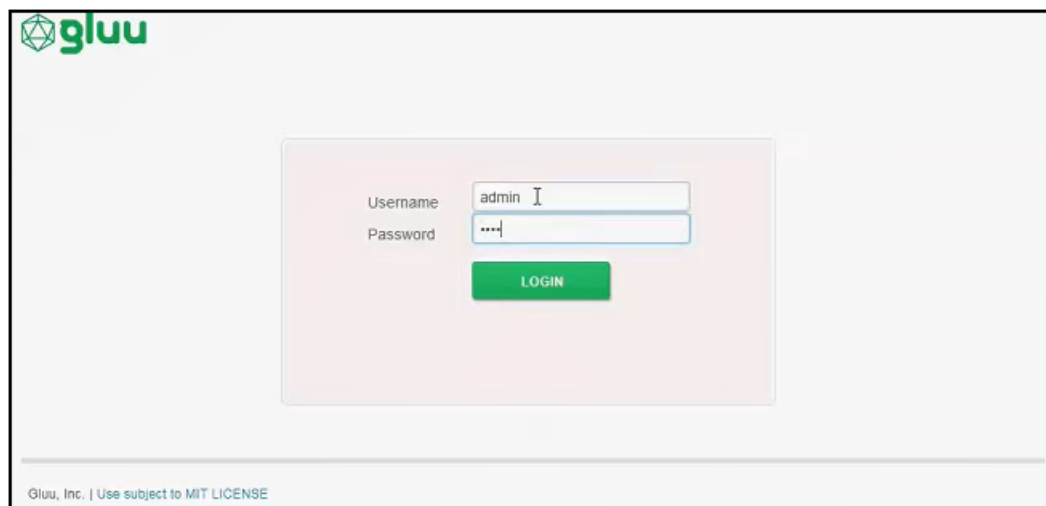 gluu
Username admin
Password ••••
LOGIN
Gluu, Inc. | Use subject to MIT LICENSE